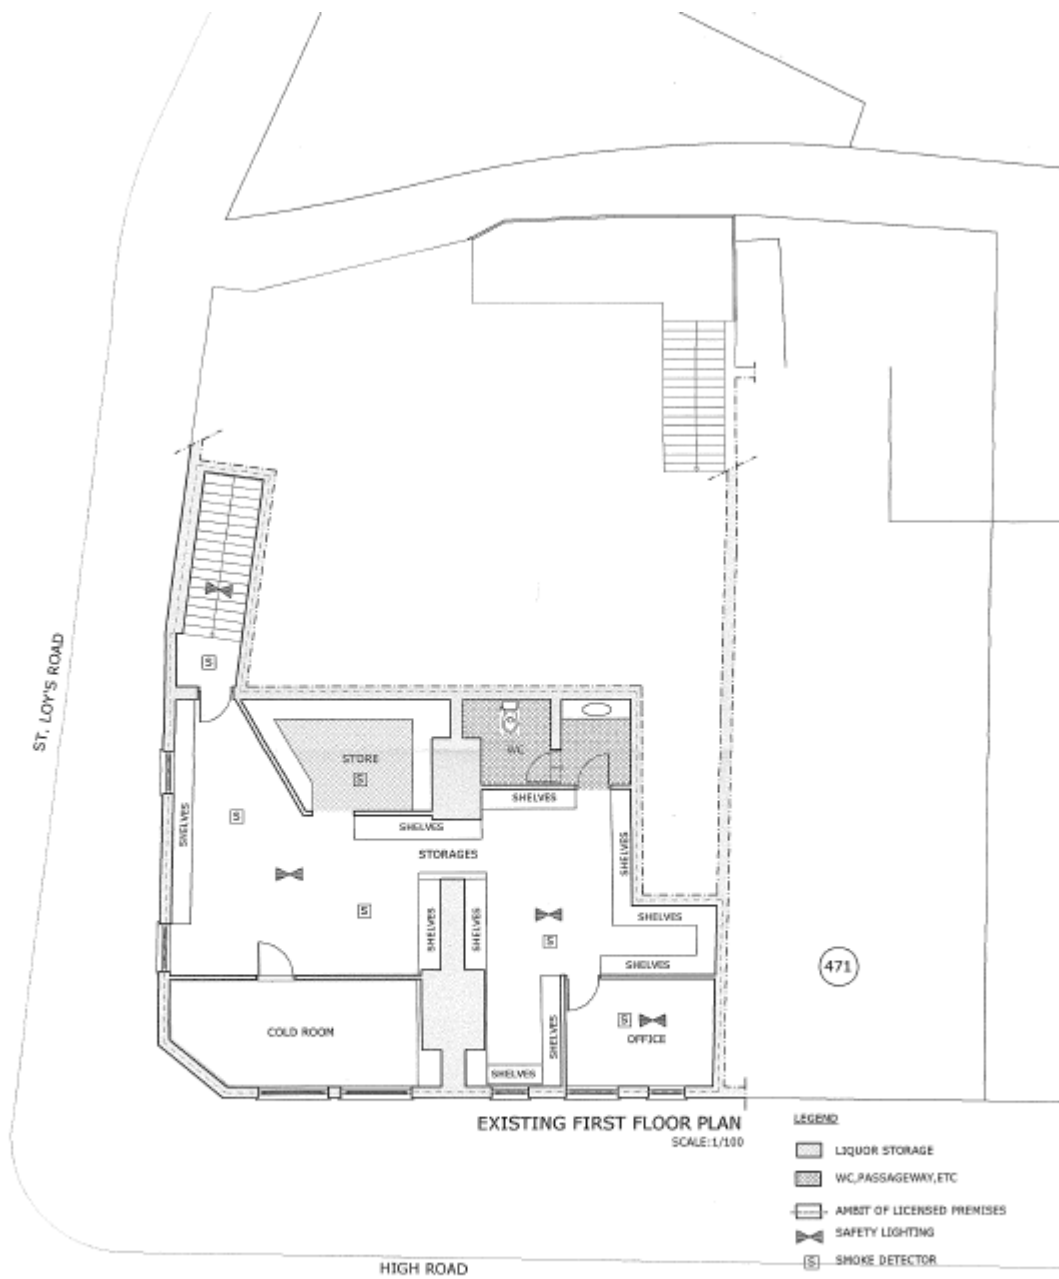 ST. LOY'S ROAD
S
STORE
S
WC
SHELVES
S
SHELVES
SHELVES
SHELVES
STORAGES
SHELVES
S
SHELVES
SHELVES
S
SHELVES
SHELVES
471
COLD ROOM
S
OFFICE
SHELVES
SHELVES
EXISTING FIRST FLOOR PLAN
SCALE:1/100
LEGEND
LIQUOR STORAGE
WC,PASSAGEWAY,ETC
AMBIT OF LICENSED PREMISES
SAFETY LIGHTING
S SMOKE DETECTOR
HIGH ROAD